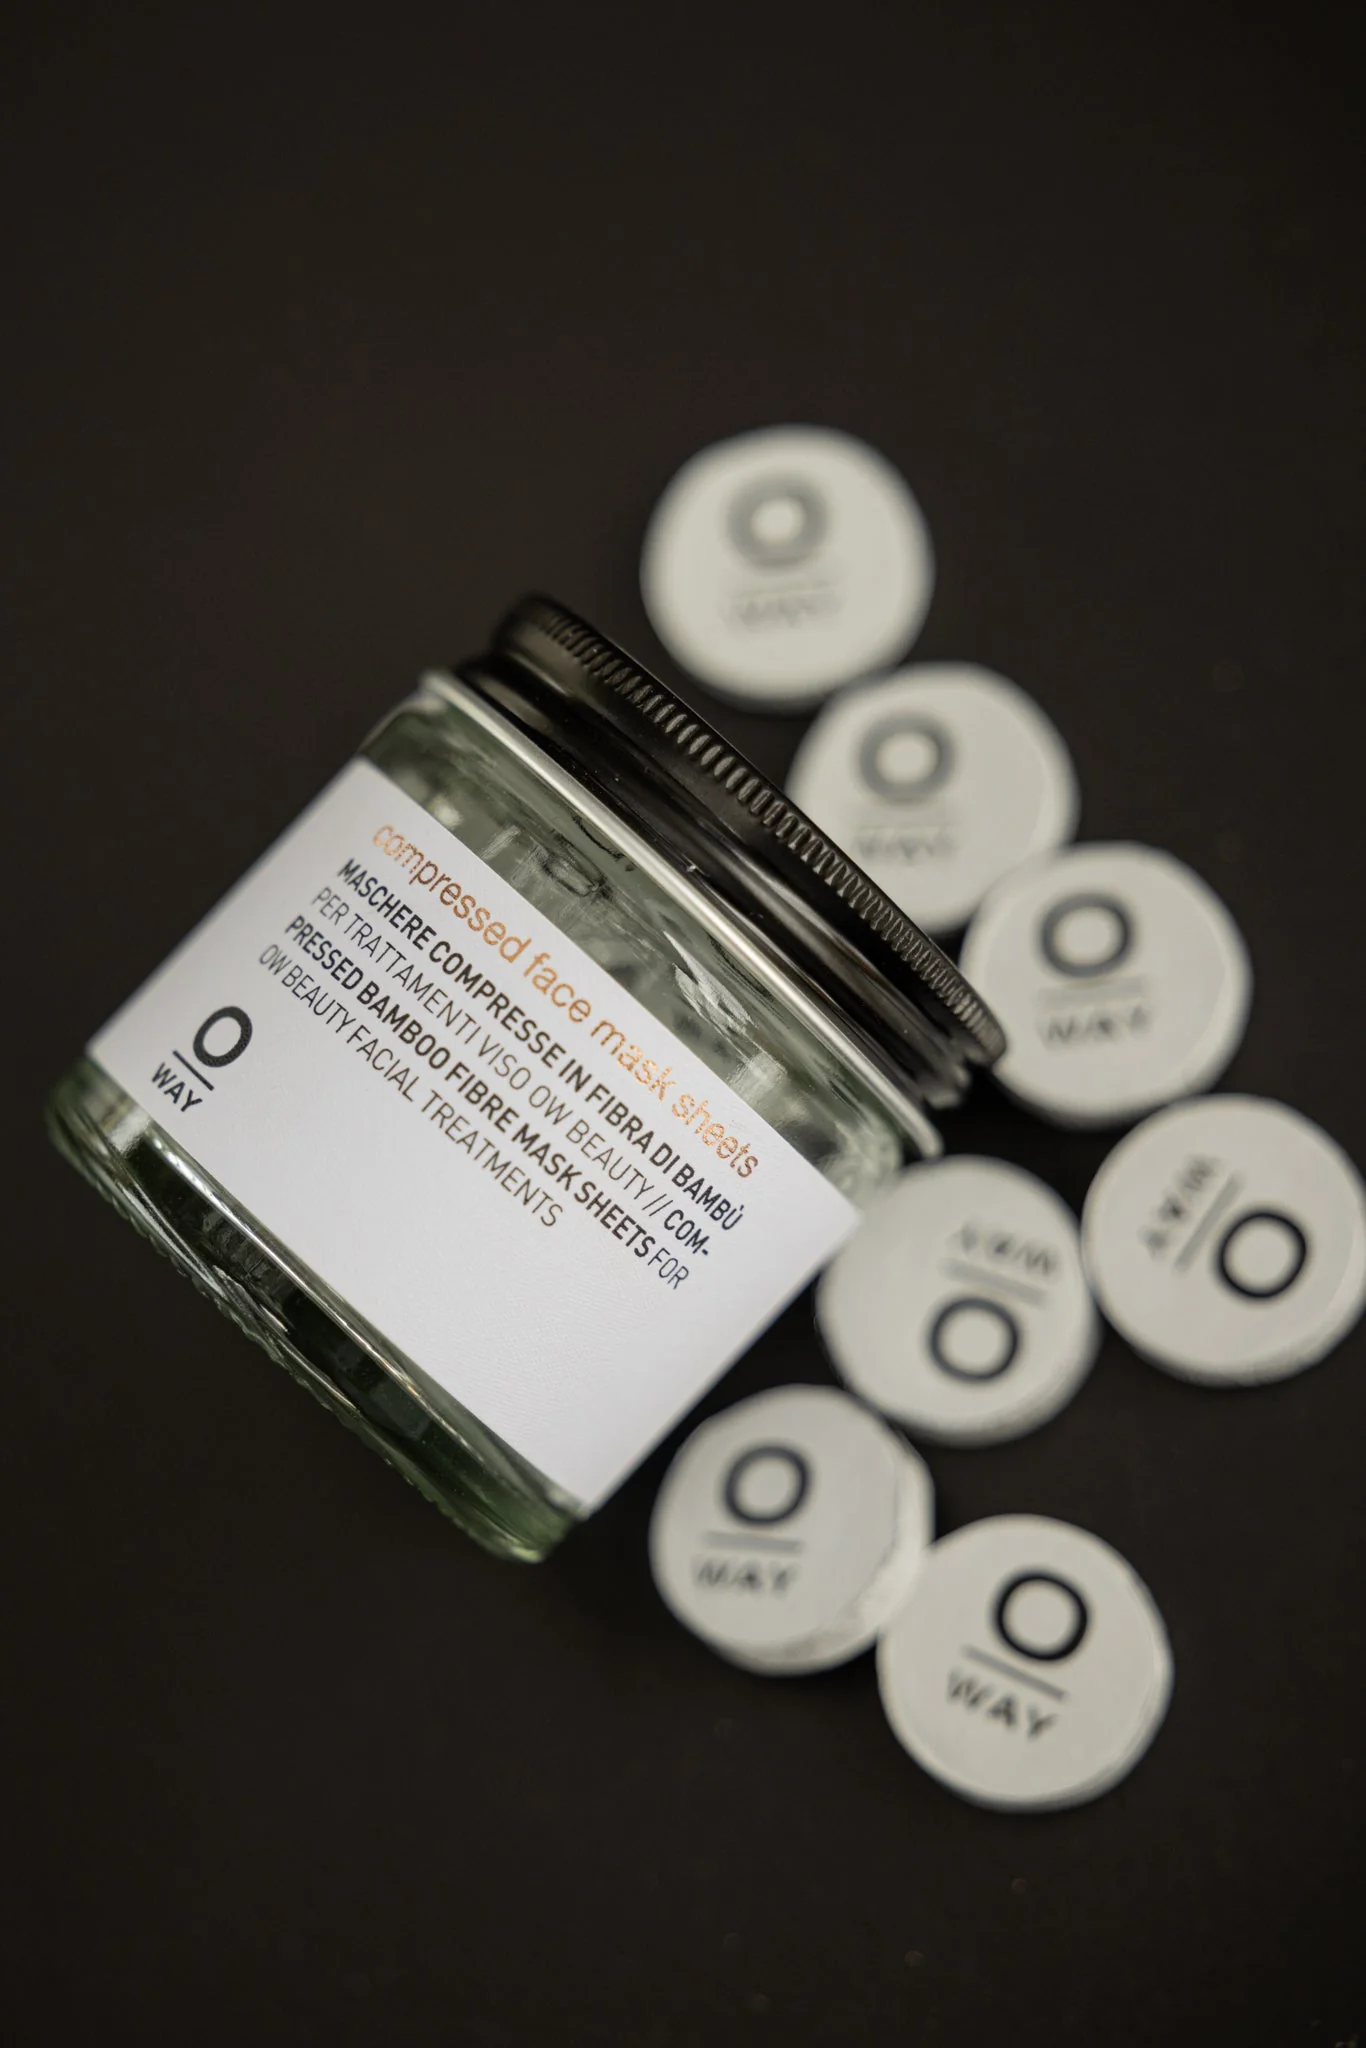 compressed face mask sheets
MASCHERE COMPRESSE IN FIBRA DI BAMBÙ
PER TRATTAMENTI VISO OW BEAUTY // COM-
PRESSED BAMBOO FIBRE MASK SHEETS FOR
OW BEAUTY FACIAL TREATMENTS
O
WAY
O
WAY
O
WAY
O
WAY
O
WAY
O
WAY
O
WAY
O
WAY